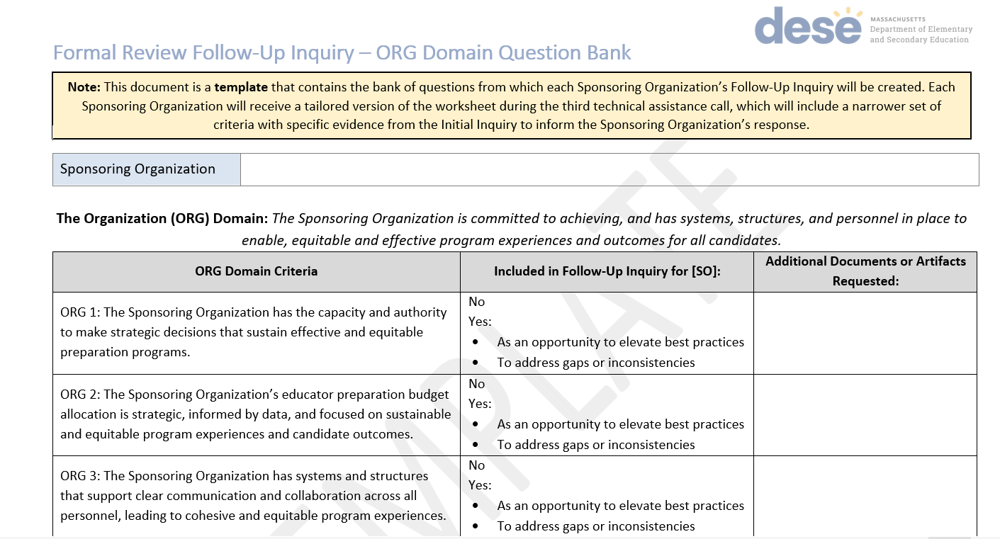 dese
MASSACHUSETTS
Department of Elementary
and Secondary Education
Formal Review Follow-Up Inquiry – ORG Domain Question Bank
Note: This document is a template that contains the bank of questions from which each Sponsoring Organization’s Follow-Up Inquiry will be created. Each
Sponsoring Organization will receive a tailored version of the worksheet during the third technical assistance call, which will include a narrower set of
criteria with specific evidence from the Initial Inquiry to inform the Sponsoring Organization’s response.
Sponsoring Organization
The Organization (ORG) Domain: The Sponsoring Organization is committed to achieving, and has systems, structures, and personnel in place to
enable, equitable and effective program experiences and outcomes for all candidates.
ORG Domain Criteria
Included in Follow-Up Inquiry for [SO]:
Additional Documents or Artifacts
Requested:
ORG 1: The Sponsoring Organization has the capacity and authority
to make strategic decisions that sustain effective and equitable
preparation programs.
No
Yes:
• As an opportunity to elevate best practices
• To address gaps or inconsistencies
ORG 2: The Sponsoring Organization’s educator preparation budget
allocation is strategic, informed by data, and focused on sustainable
and equitable program experiences and candidate outcomes.
No
Yes:
• As an opportunity to elevate best practices
• To address gaps or inconsistencies
ORG 3: The Sponsoring Organization has systems and structures
that support clear communication and collaboration across all
personnel, leading to cohesive and equitable program experiences.
No
Yes:
• As an opportunity to elevate best practices
• To address gaps or inconsistencies
TEMPLATE